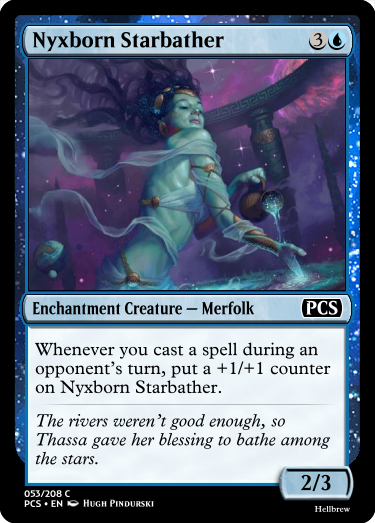 Nyxborn Starbather 3
Enchantment Creature — Merfolk PCS
Whenever you cast a spell during an
opponent's turn, put a +1/+1 counter
on Nyxborn Starbather.
The rivers weren't good enough, so
Thassa gave her blessing to bathe among
the stars.
2/3
053/208 C
PCS • EN Hugh Pindurski
Hellbrew